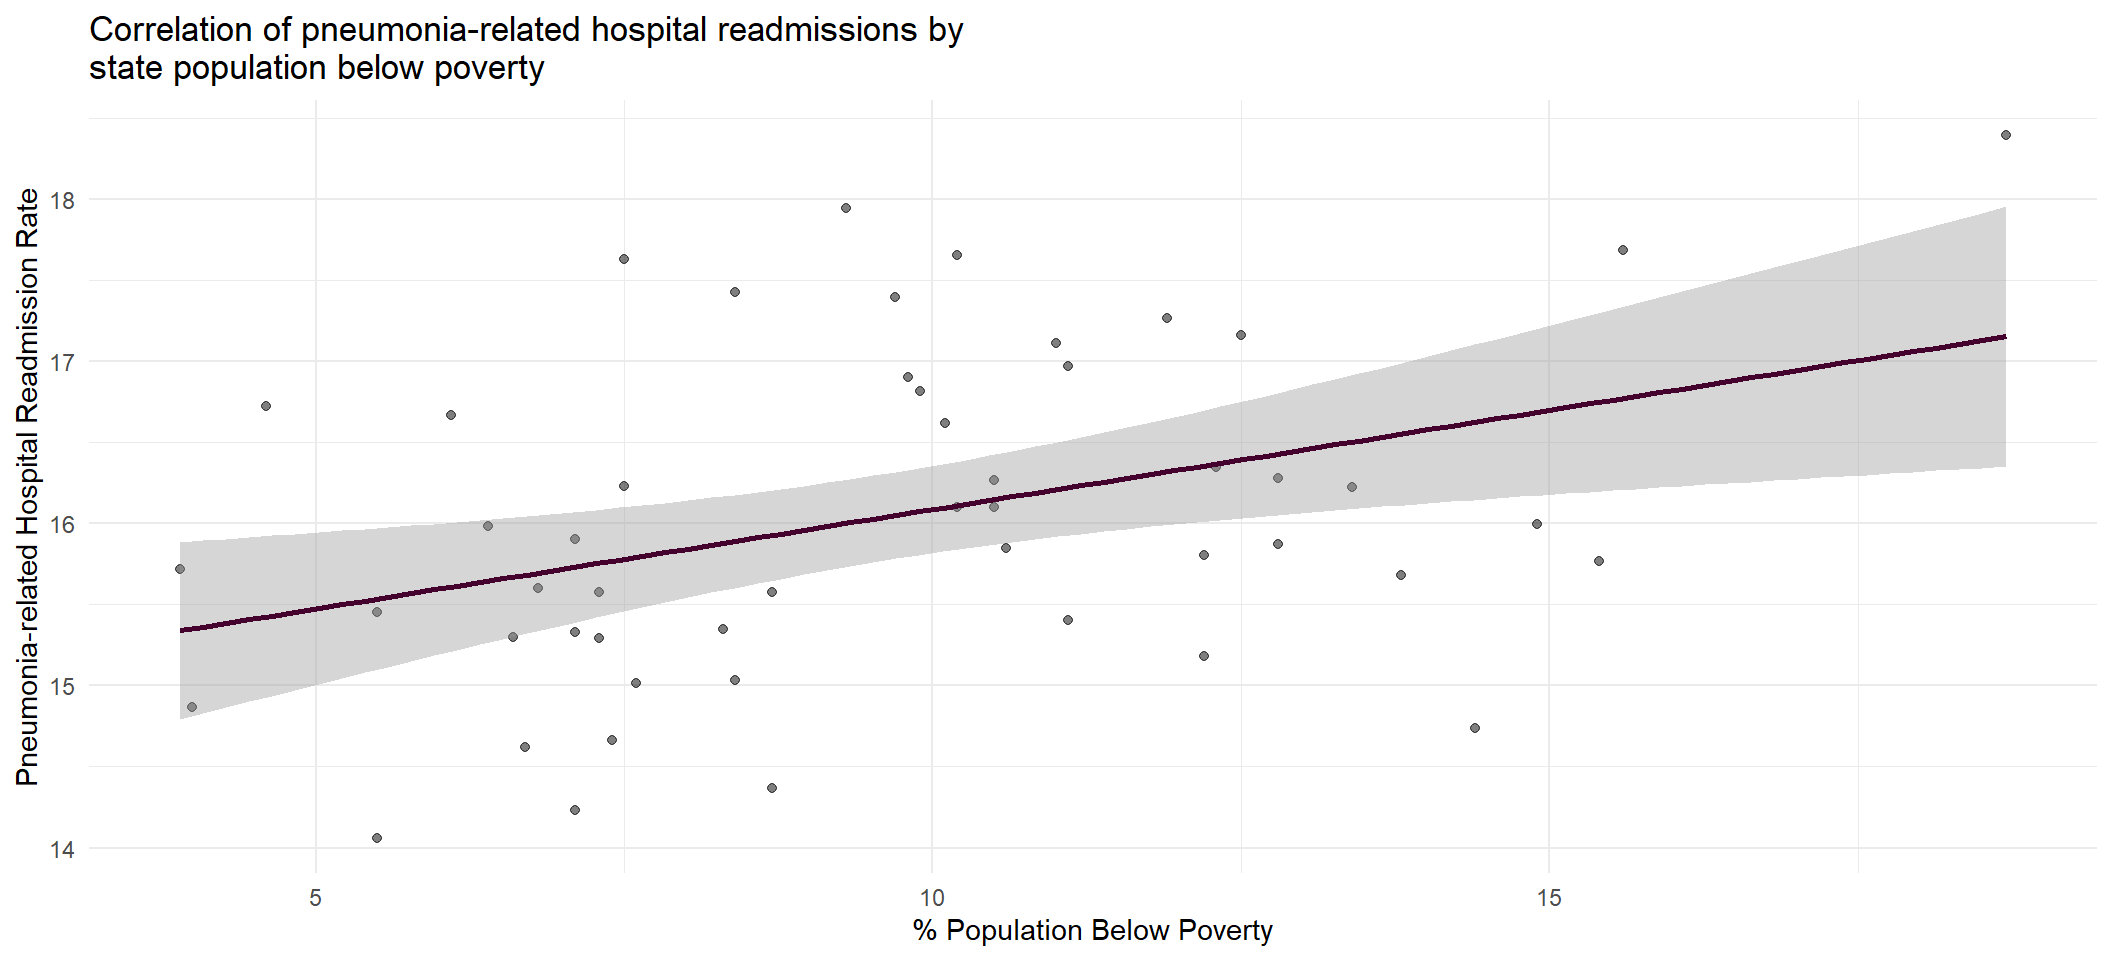 Correlation of pneumonia-related hospital readmissions by
state population below poverty
Pneumonia-related Hospital Readmission Rate
18
17
16
15
14
5
10
15
% Population Below Poverty